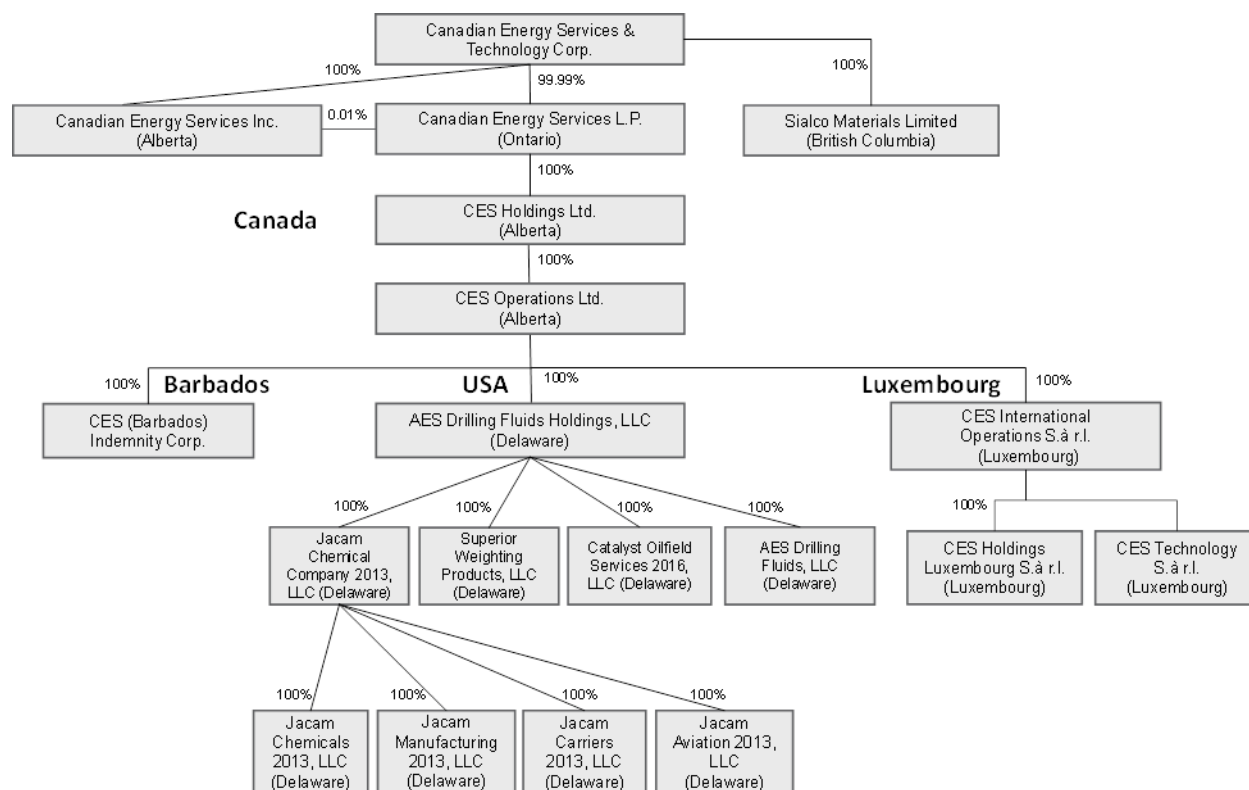 Canadian Energy Services &
Technology Corp.
100%
99.99%
100%
Canadian Energy Services Inc.
(Alberta)
0.01%
Canadian Energy Services L.P.
(Ontario)
Sialco Materials Limited
(British Columbia)
100%
Canada
CES Holdings Ltd.
(Alberta)
100%
CES Operations Ltd.
(Alberta)
100%
Barbados
USA
100%
Luxembourg
100%
CES (Barbados)
Indemnity Corp.
AES Drilling Fluids Holdings, LLC
(Delaware)
CES International
Operations S.à r.l.
(Luxembourg)
100%
100%
100%
100%
100%
Jacam
Chemical
Company 2013,
LLC (Delaware)
Superior
Weighting
Products, LLC
(Delaware)
Catalyst Oilfield
Services 2016,
LLC (Delaware)
AES Drilling
Fluids, LLC
(Delaware)
CES Holdings
Luxembourg S.à r.l.
(Luxembourg)
CES Technology
S.à r.l.
(Luxembourg)
100%
100%
100%
100%
Jacam
Chemicals
2013, LLC
(Delaware)
Jacam
Manufacturing
2013, LLC
(Delaware)
Jacam
Carriers
2013, LLC
(Delaware)
Jacam
Aviation 2013,
LLC
(Delaware)